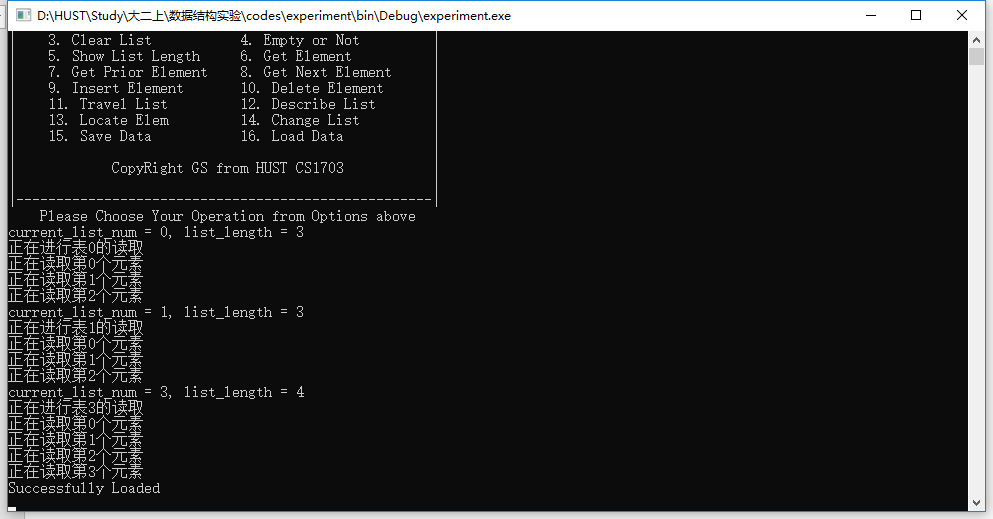 D:\HUST\Study\大二上\数据结构实验\codes\experiment\bin\Debug\experiment.exe
3. Clear List 4. Empty or Not
5. Show List Length 6. Get Element
7. Get Prior Element 8. Get Next Element
9. Insert Element 10. Delete Element
11. Travel List 12. Describe List
13. Locate Elem 14. Change List
15. Save Data 16. Load Data
CopyRight GS from HUST CS1703
|----------------------------------------------------|
Please Choose Your Operation from Options above
current_list_num = 0, list_length = 3
正在进行表0的读取
正在读取第0个元素
正在读取第1个元素
正在读取第2个元素
current_list_num = 1, list_length = 3
正在进行表1的读取
正在读取第0个元素
正在读取第1个元素
正在读取第2个元素
current_list_num = 3, list_length = 4
正在进行表3的读取
正在读取第0个元素
正在读取第1个元素
正在读取第2个元素
正在读取第3个元素
Successfully Loaded